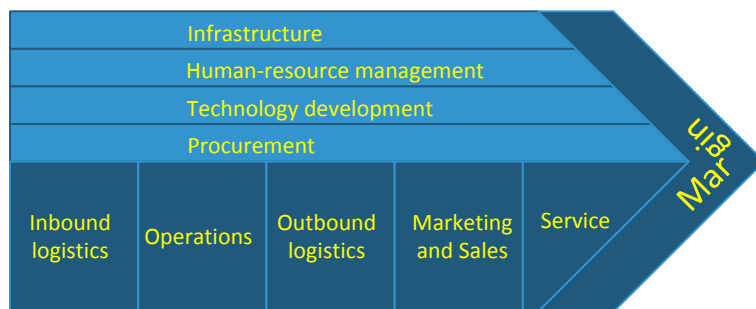 Infrastructure
Human-resource management
Technology development
Procurement
Inbound
logistics
Operations
Outbound
logistics
Marketing
and Sales
Service
Mar
gin